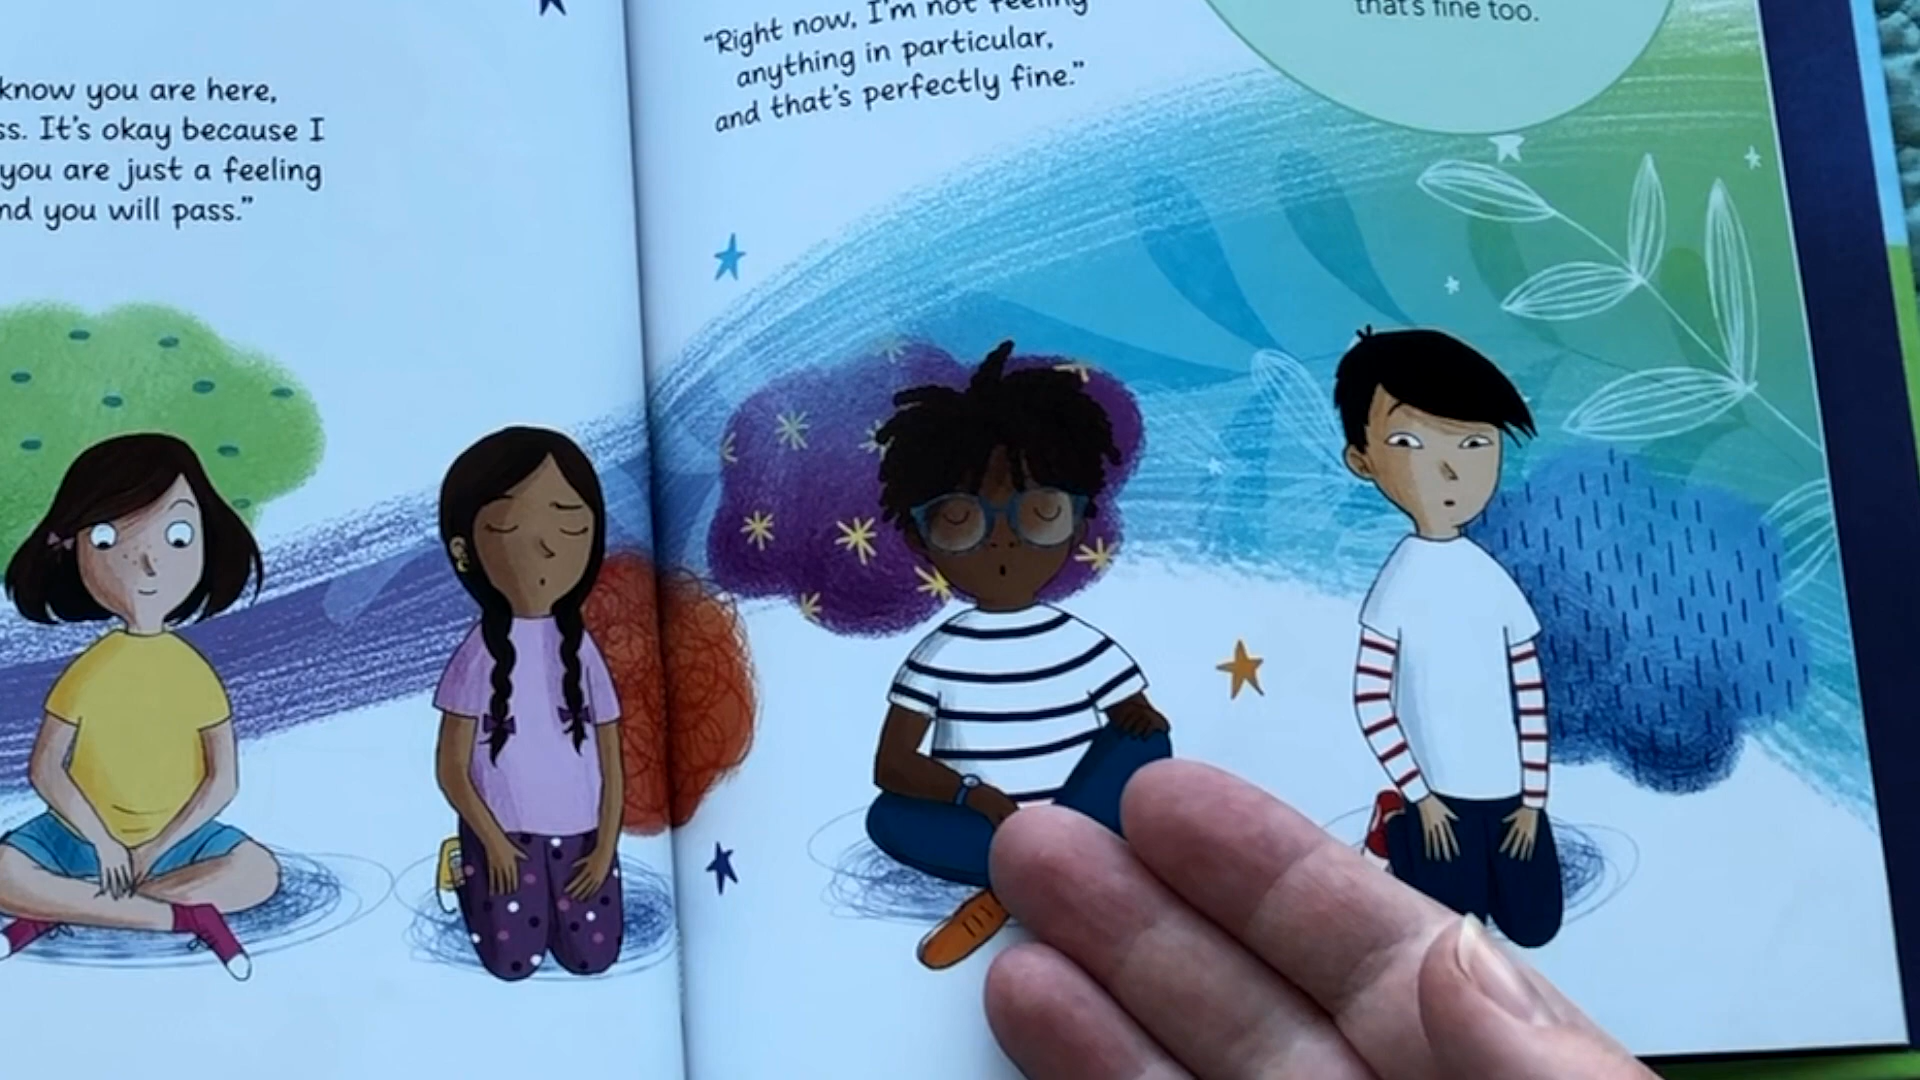 know you are here,
ss. It's okay because I
you are just a feeling
nd you will pass."
"Right now, I'm not feeling
anything in particular,
and that's perfectly fine."
that's fine too.